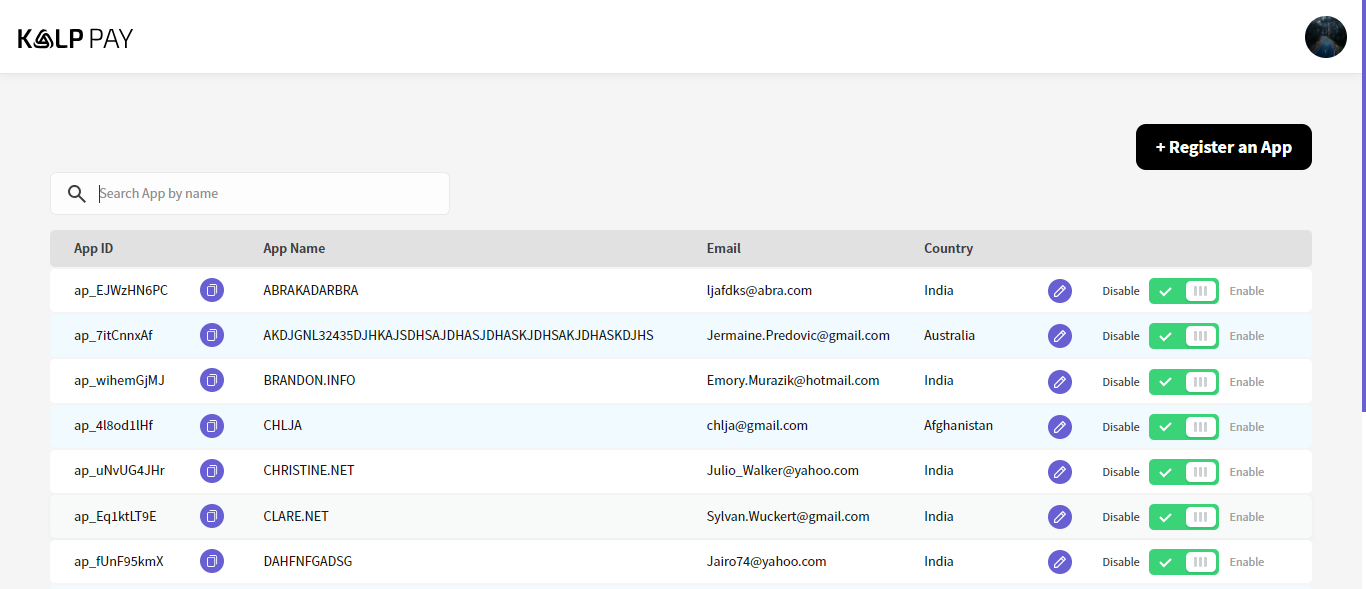 KALP PAY
+ Register an App
Search App by name
App ID App Name Email Country
ap_EJWzHN6PC ABRAKADARBRA ljafdks@abra.com India Disable Enable
ap_7itCnnxAf AKDJGNL32435DJHKAJSDHSAJDHASJDHASKJDHSAKJDHASKDJHS Jermaine.Predovic@gmail.com Australia Disable Enable
ap_wihemGjMJ BRANDON.INFO Emory.Murazik@hotmail.com India Disable Enable
ap_4l8od1lHf CHLJA chlja@gmail.com Afghanistan Disable Enable
ap_uNvUG4JHr CHRISTINE.NET Julio_Walker@yahoo.com India Disable Enable
ap_Eq1ktLT9E CLARE.NET Sylvan.Wuckert@gmail.com India Disable Enable
ap_fUnF95kmX DAHFNFGADSG Jairo74@yahoo.com India Disable Enable